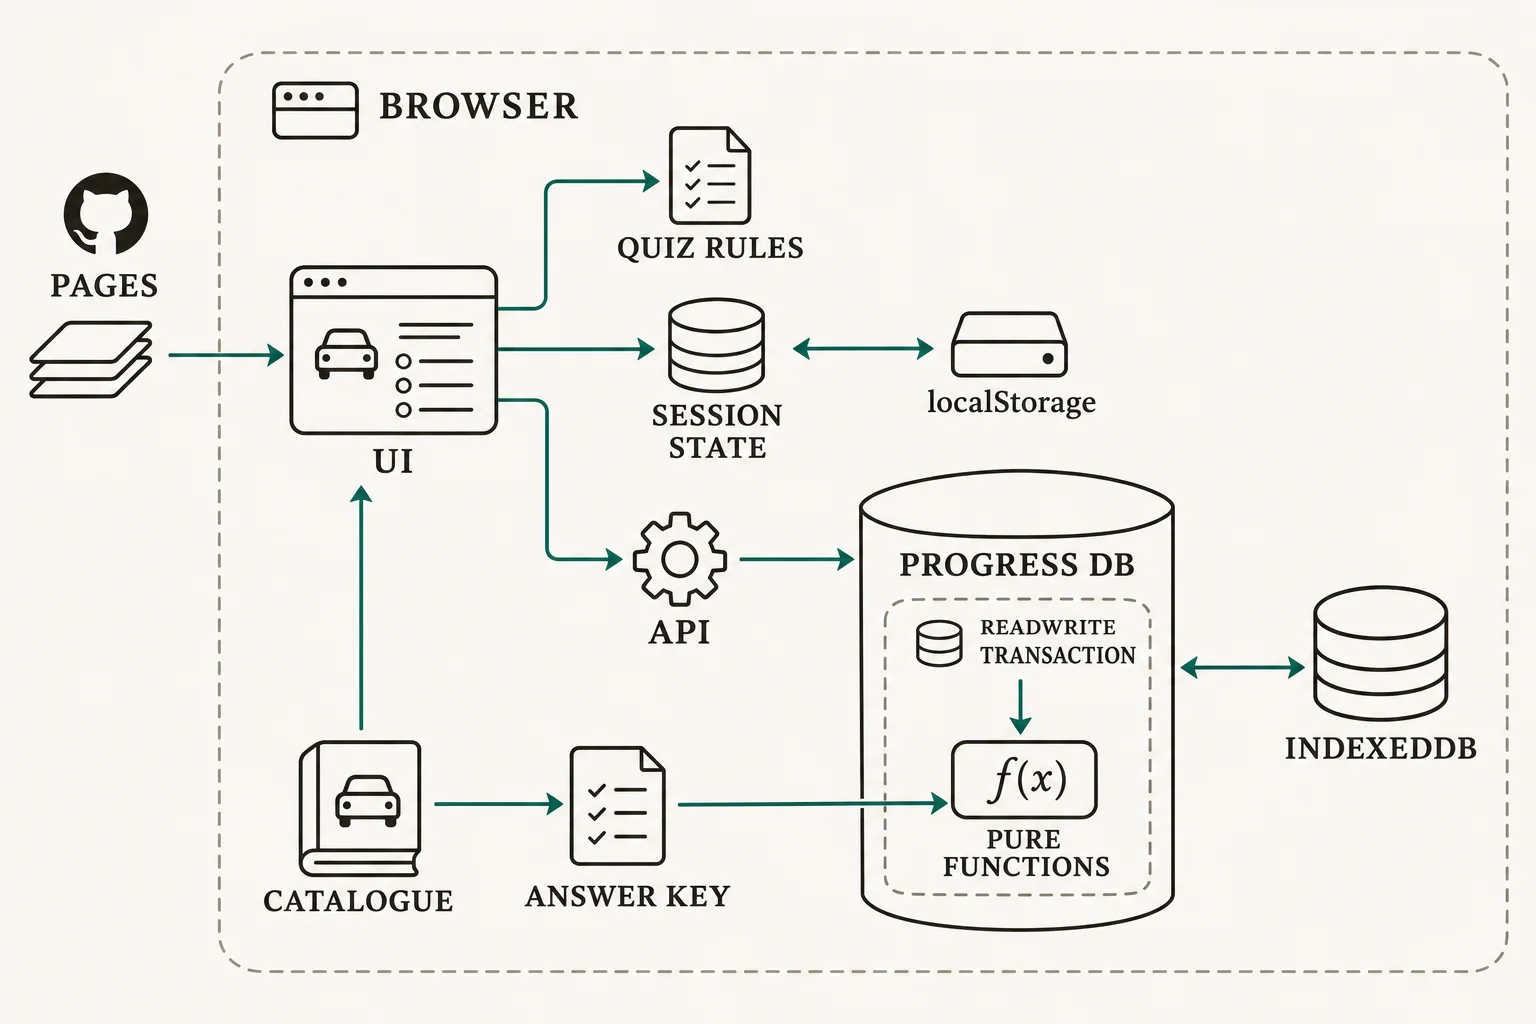 BROWSER
QUIZ RULES
PAGES
SESSION
STATE
localStorage
UI
PROGRESS DB
READWRITE
TRANSACTION
API
INDEXEDDB
f(x)
PURE
FUNCTIONS
CATALOGUE
ANSWER KEY